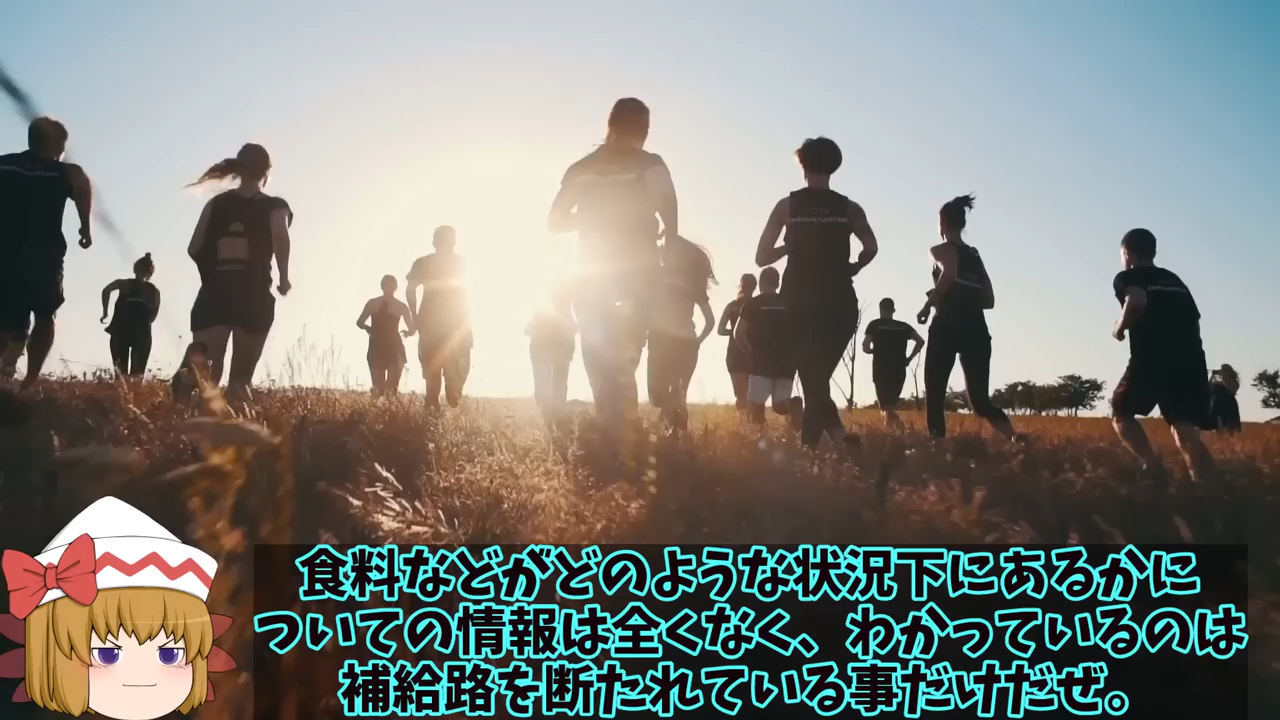 食料などがどのような状況下にあるかに
ついての情報は全くなく、わかっているのは
補給路を断たれている事だけだぜ。